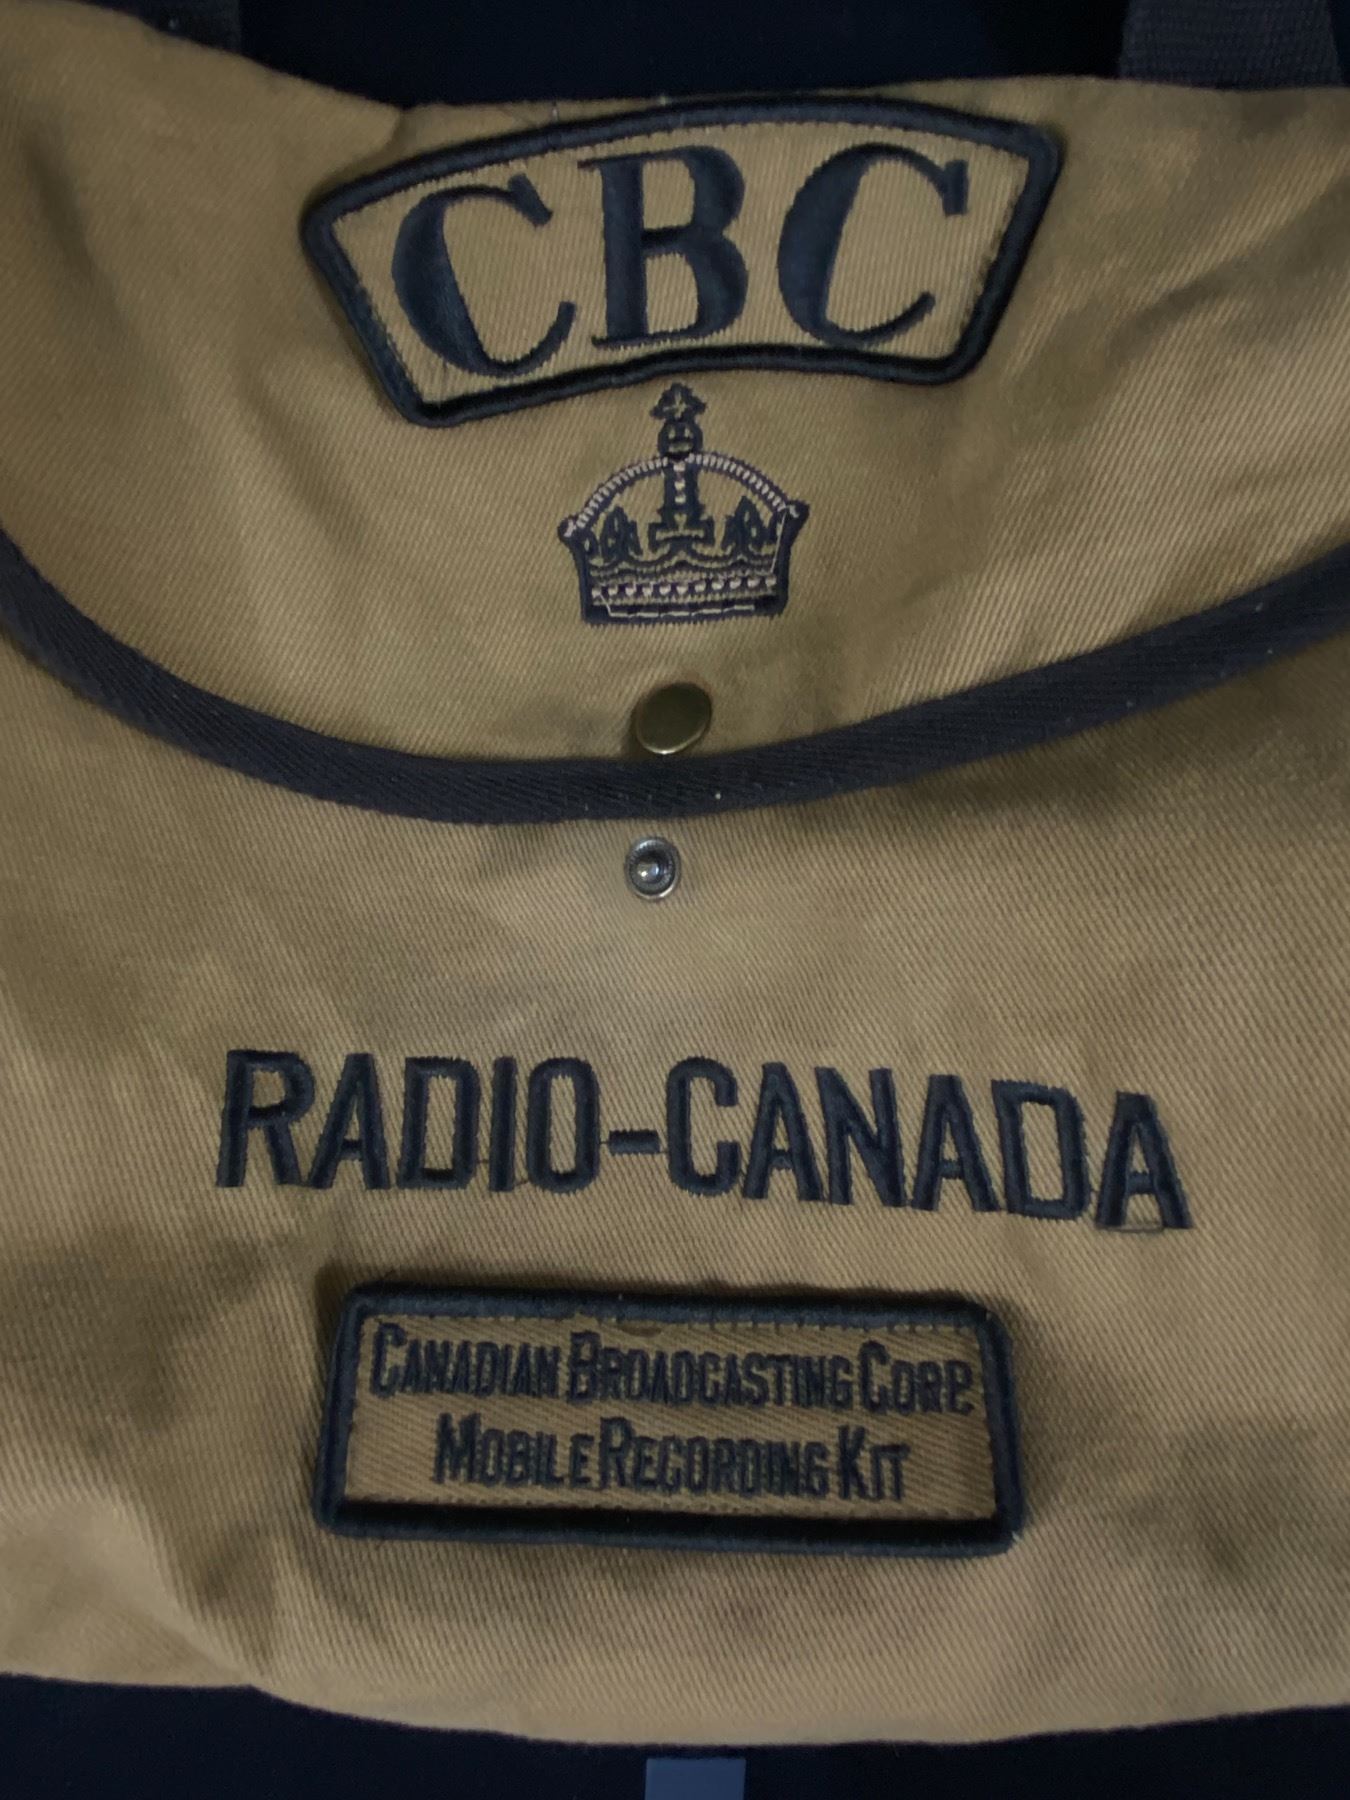 CBC
RADIO-CANADA
CANADIAN BROADCASTING CORP
MOBILE RECORDING KIT